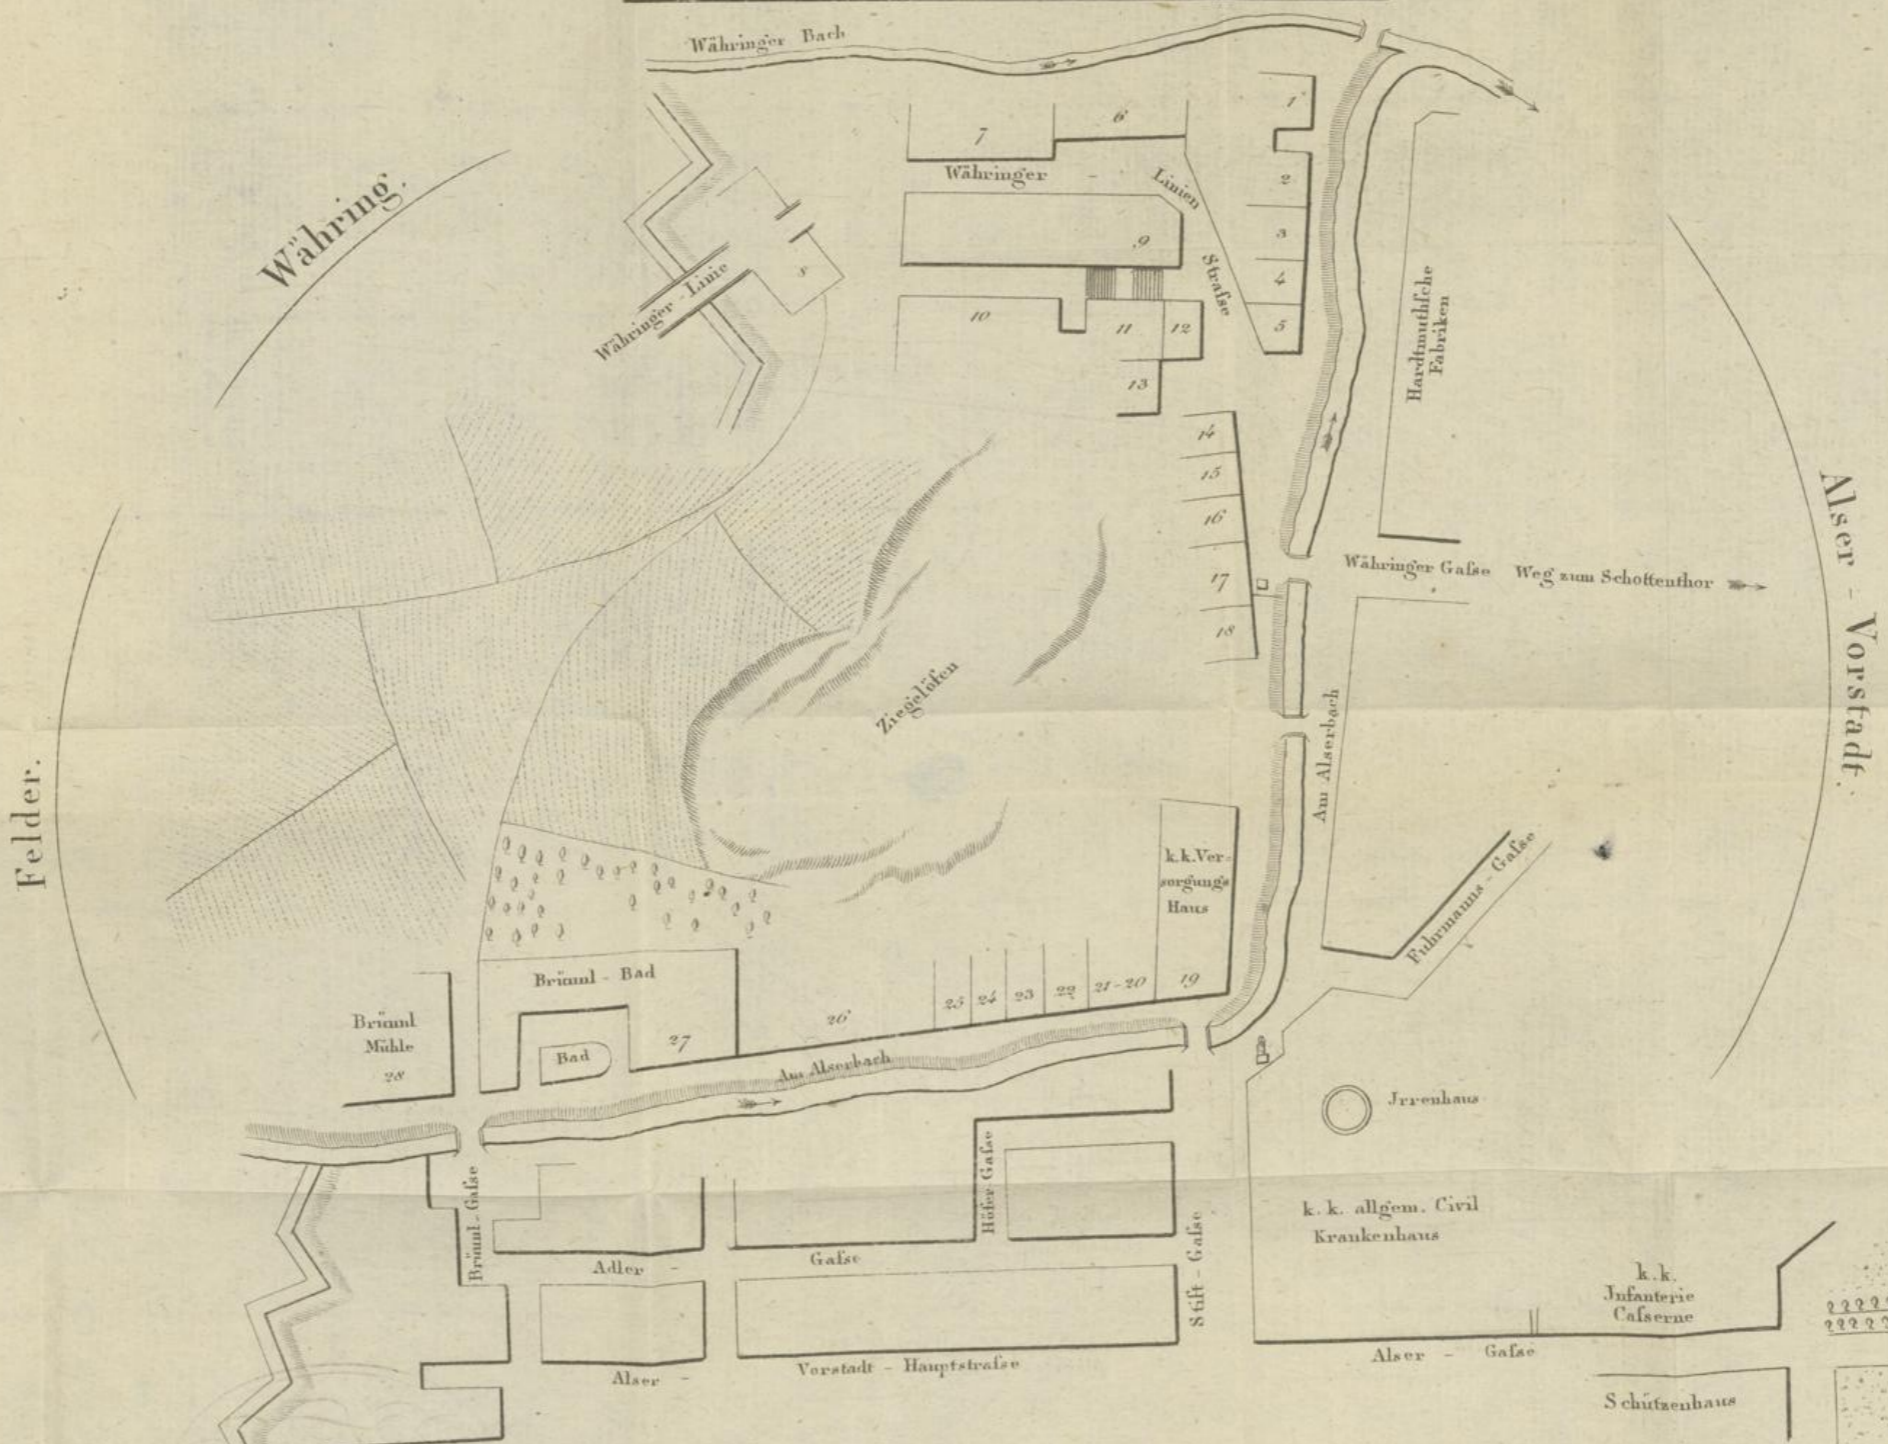 Währinger Bach
Währing.
1
6
7
Währinger - Linien Straſse
2
9
3
8
Währinger - Linie
4
10
11
12
5
13
Hardtmuthſche
Fabriken
14
15
16
17
18
Währinger Gaſse Weg zum Schottenthor
Alser - Vorstadt.
Ziegelöfen
Am Alserbach
Felder.
k.k. Ver=
sorgungs
Haus
19
Fuhrmanns - Gaſse
Brünnl - Bad
25 24 23 22 21-20
26
27
Brünnl
Mühle
28
Bad
Am Alserbach
Jrrenhaus
Brünnl - Gaſse
Höfer Gaſse
Stift - Gaſse
k. k. allgem. Civil
Krankenhaus
Adler - Gaſse
k.k.
Jnfanterie
Caſserne
Alser - Vorstadt - Hauptstraſse
Alser - Gaſse
Schützenhaus